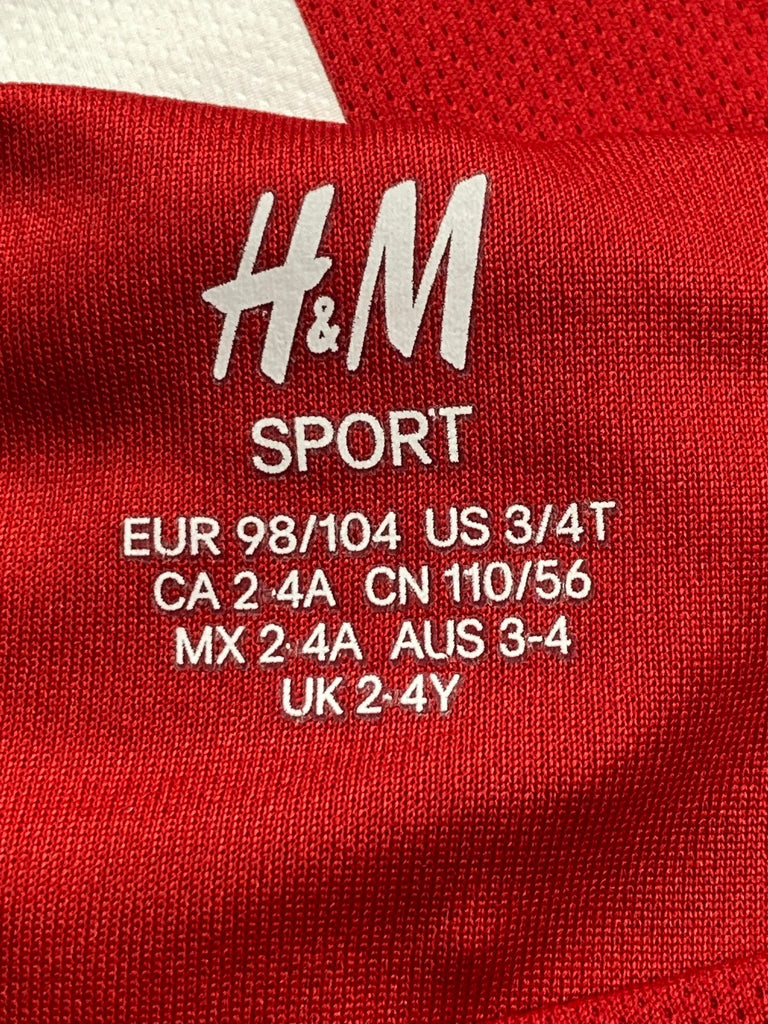 H&M
SPORT
EUR 98/104 US 3/4T
CA 2-4A CN 110/56
MX 2-4A AUS 3-4
UK 2-4Y